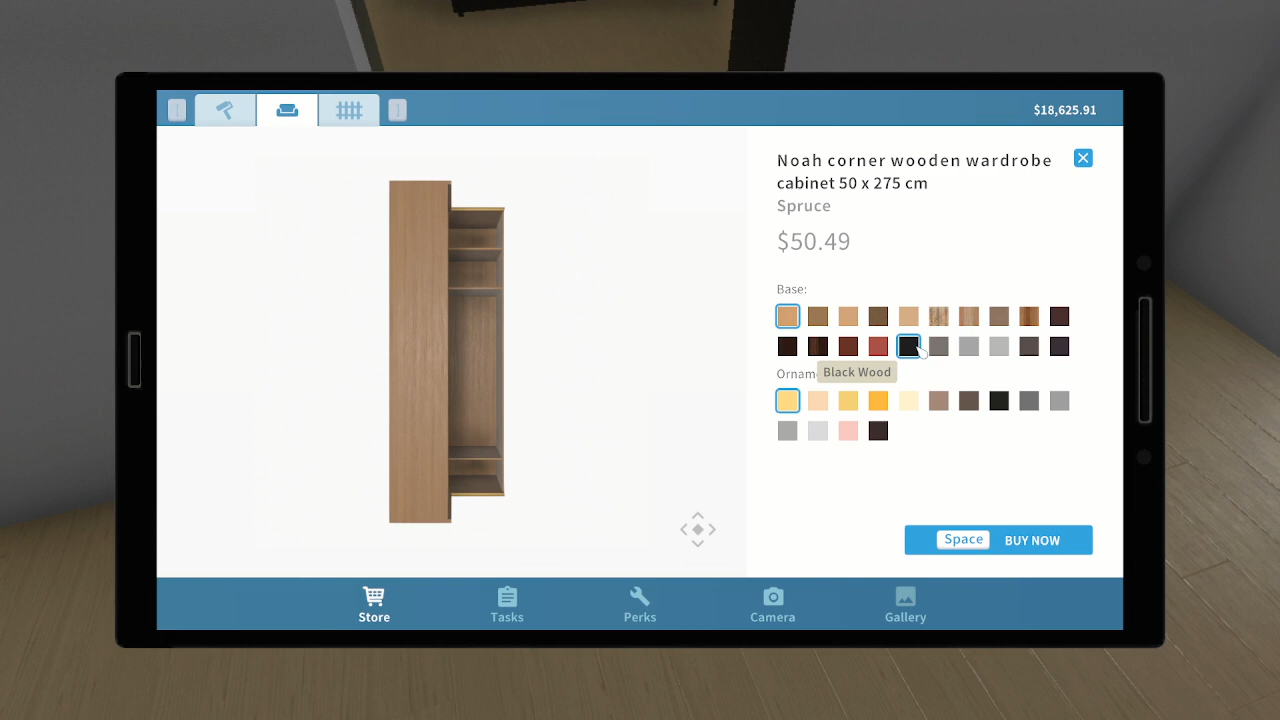 $18,625.91
Noah corner wooden wardrobe
cabinet 50 x 275 cm
Spruce
$50.49
Base:
Black Wood
Space BUY NOW
Store Tasks Perks Camera Gallery